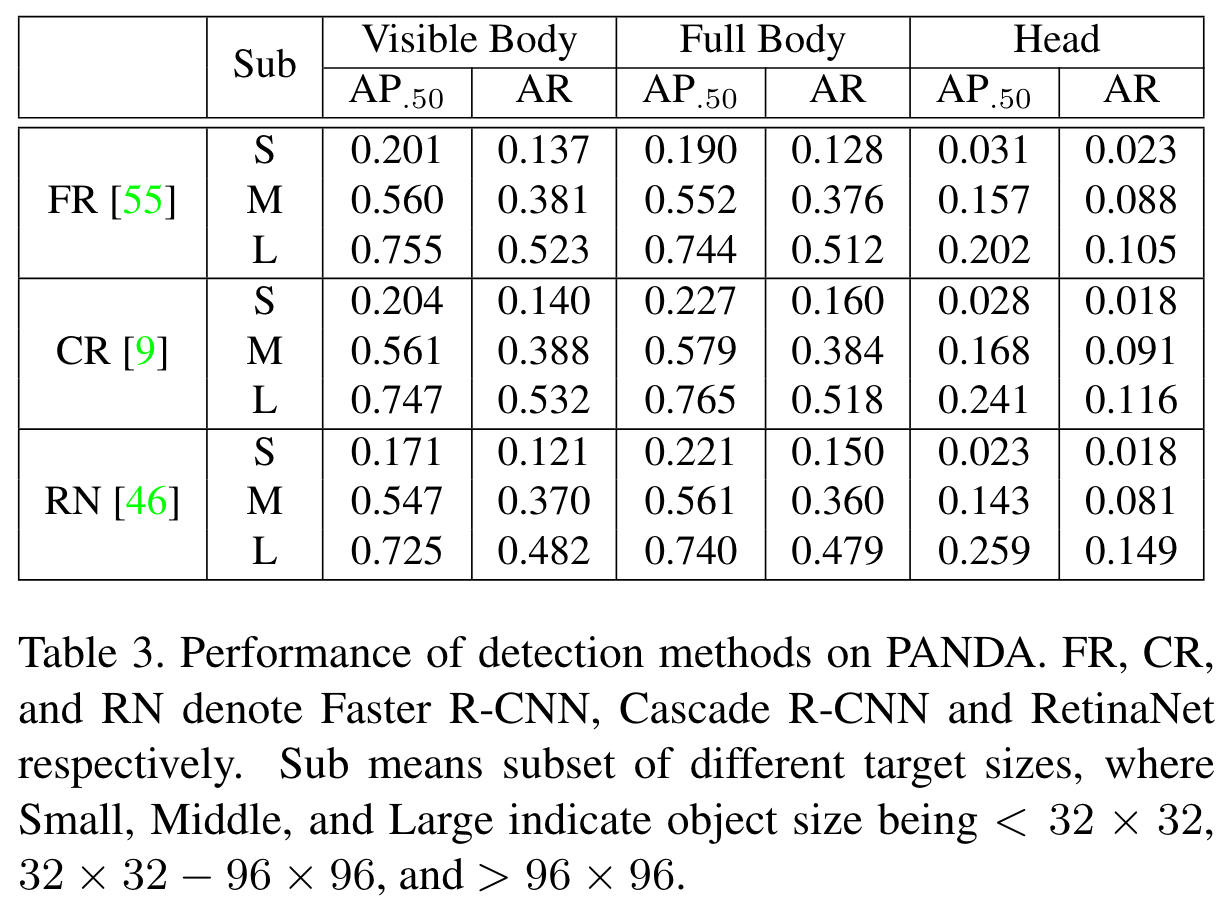 Sub Visible Body Full Body Head
AP.50 AR AP.50 AR AP.50 AR
S 0.201 0.137 0.190 0.128 0.031 0.023
FR [55] M 0.560 0.381 0.552 0.376 0.157 0.088
L 0.755 0.523 0.744 0.512 0.202 0.105
S 0.204 0.140 0.227 0.160 0.028 0.018
CR [9] M 0.561 0.388 0.579 0.384 0.168 0.091
L 0.747 0.532 0.765 0.518 0.241 0.116
S 0.171 0.121 0.221 0.150 0.023 0.018
RN [46] M 0.547 0.370 0.561 0.360 0.143 0.081
L 0.725 0.482 0.740 0.479 0.259 0.149
Table 3. Performance of detection methods on PANDA. FR, CR,
and RN denote Faster R-CNN, Cascade R-CNN and RetinaNet
respectively. Sub means subset of different target sizes, where
Small, Middle, and Large indicate object size being < 32 × 32,
32 × 32 − 96 × 96, and > 96 × 96.